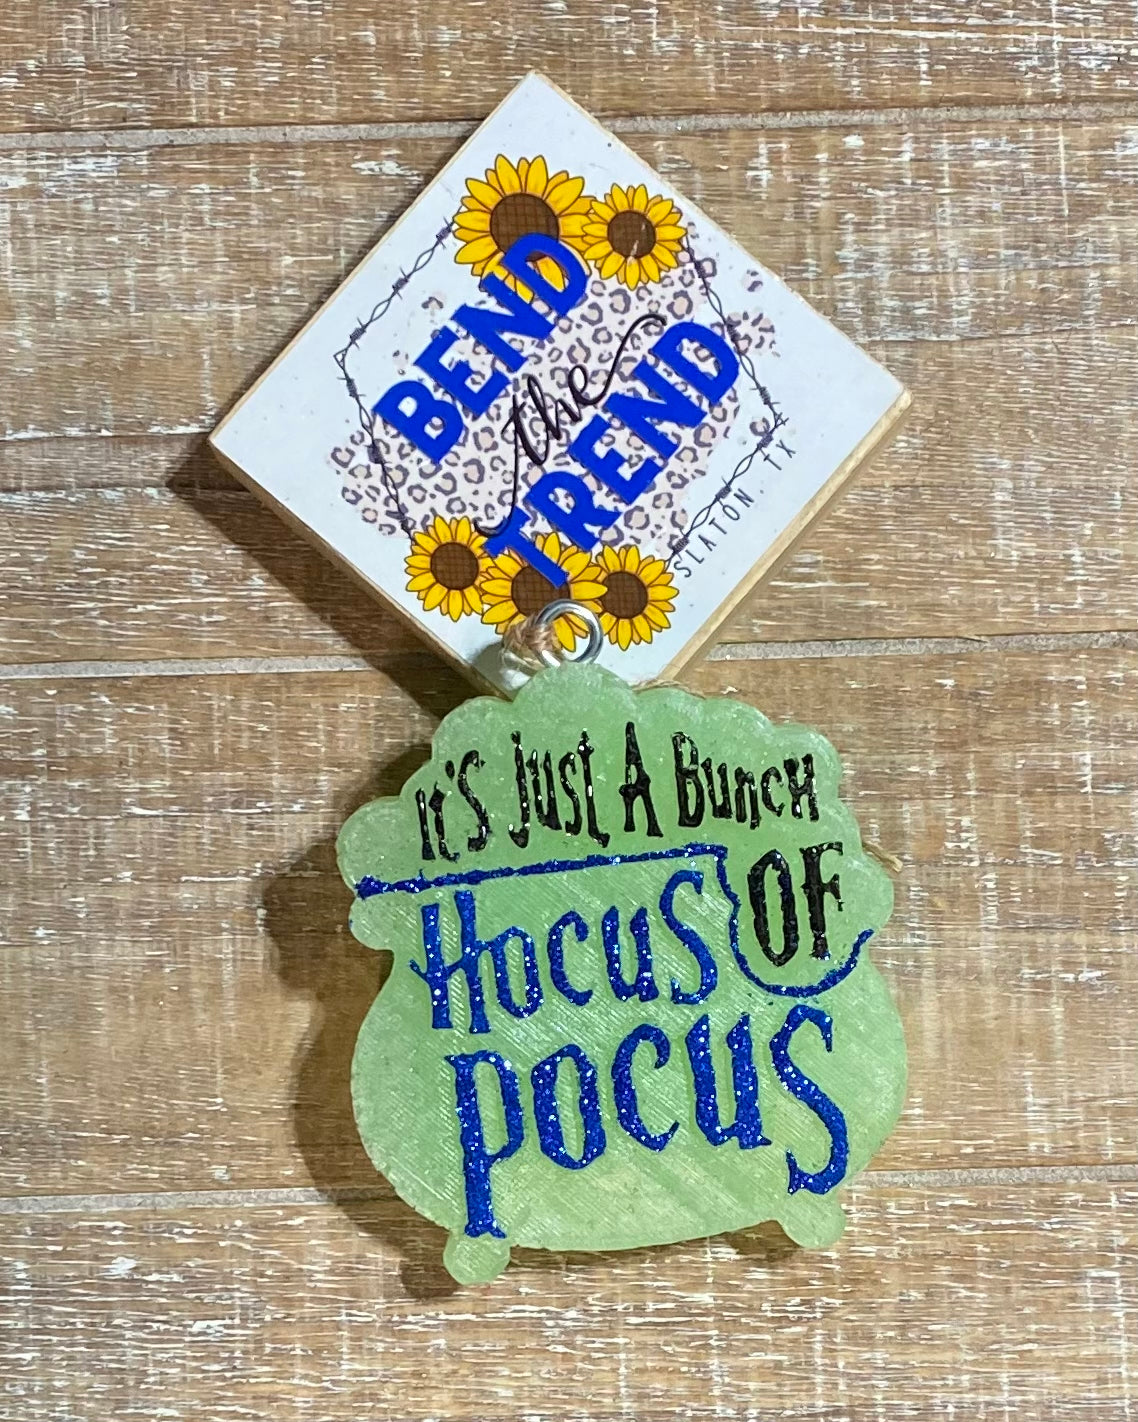 BEND
the
TREND
SLATON, TX
It's Just A Bunch
OF
Hocus
pocus